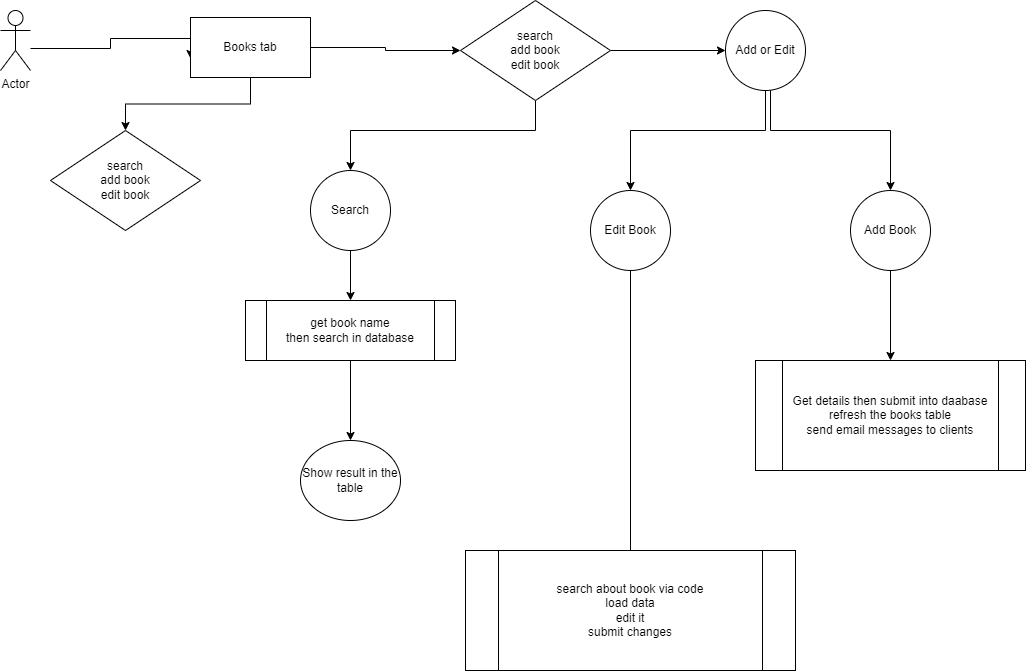 Actor
Books tab
search
add book
edit book
Add or Edit
search
add book
edit book
Search
Edit Book
Add Book
get book name
then search in database
Get details then submit into daabase
refresh the books table
send email messages to clients
Show result in the
table
search about book via code
load data
edit it
submit changes